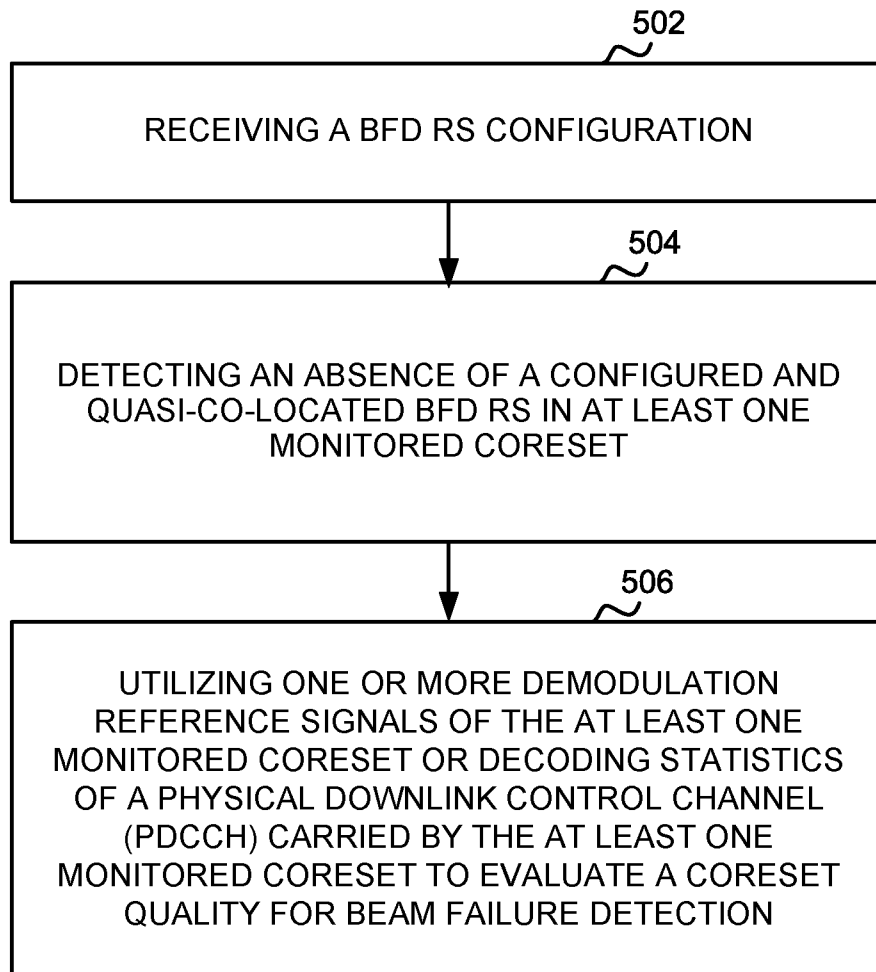 502
RECEIVING A BFD RS CONFIGURATION
504
DETECTING AN ABSENCE OF A CONFIGURED AND
QUASI-CO-LOCATED BFD RS IN AT LEAST ONE
MONITORED CORESET
506
UTILIZING ONE OR MORE DEMODULATION
REFERENCE SIGNALS OF THE AT LEAST ONE
MONITORED CORESET OR DECODING STATISTICS
OF A PHYSICAL DOWNLINK CONTROL CHANNEL
(PDCCH) CARRIED BY THE AT LEAST ONE
MONITORED CORESET TO EVALUATE A CORESET
QUALITY FOR BEAM FAILURE DETECTION